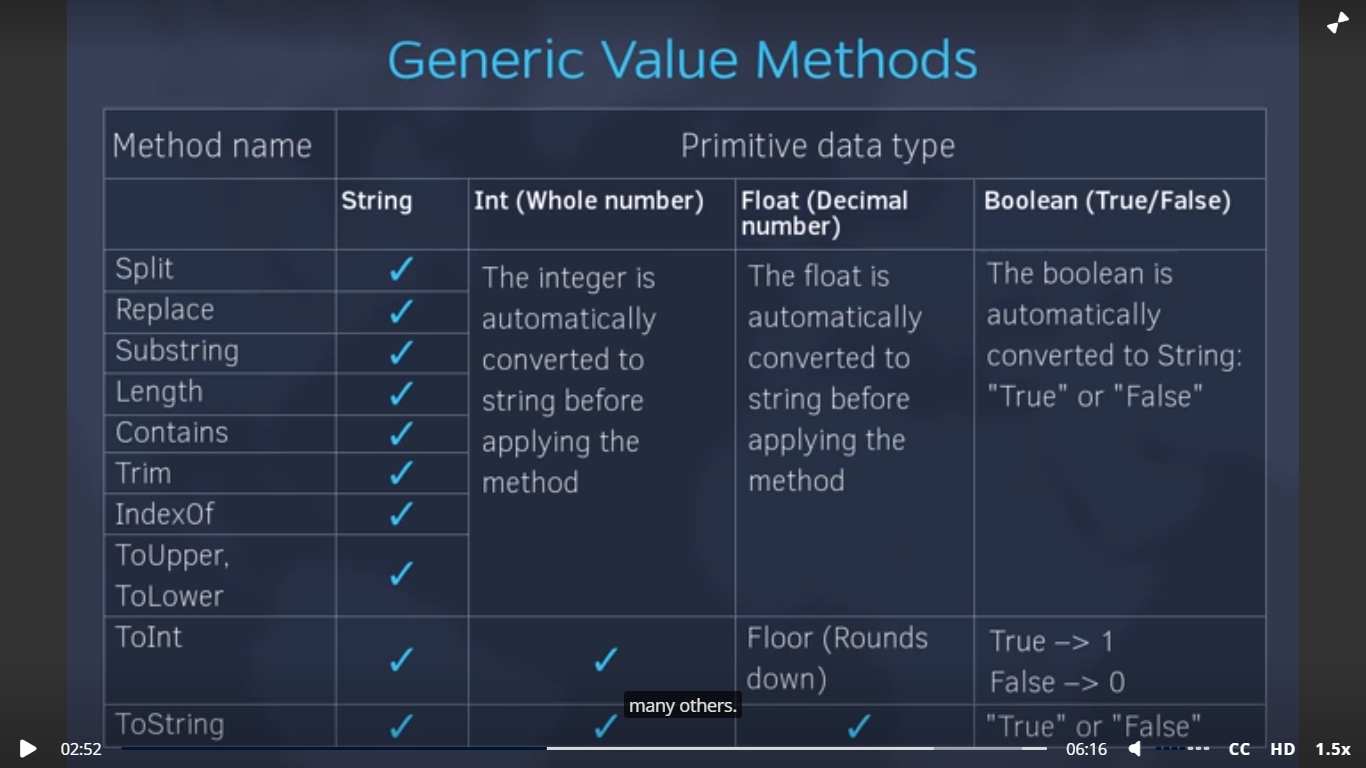 Generic Value Methods
Method name
Primitive data type
String
Int (Whole number)
Float (Decimal
number)
Boolean (True/False)
Split
Replace
Substring
Length
Contains
Trim
IndexOf
ToUpper,
ToLower
✓
✓
✓
✓
✓
✓
✓
✓
The integer is
automatically
converted to
string before
applying the
method
The float is
automatically
converted to
string before
applying the
method
The boolean is
automatically
converted to String:
"True" or "False"
ToInt
✓
✓
Floor (Rounds
down)
True –> 1
False –> 0
many others.
ToString
✓
✓
✓
"True" or "False"
02:52
06:16
CC
HD
1.5x